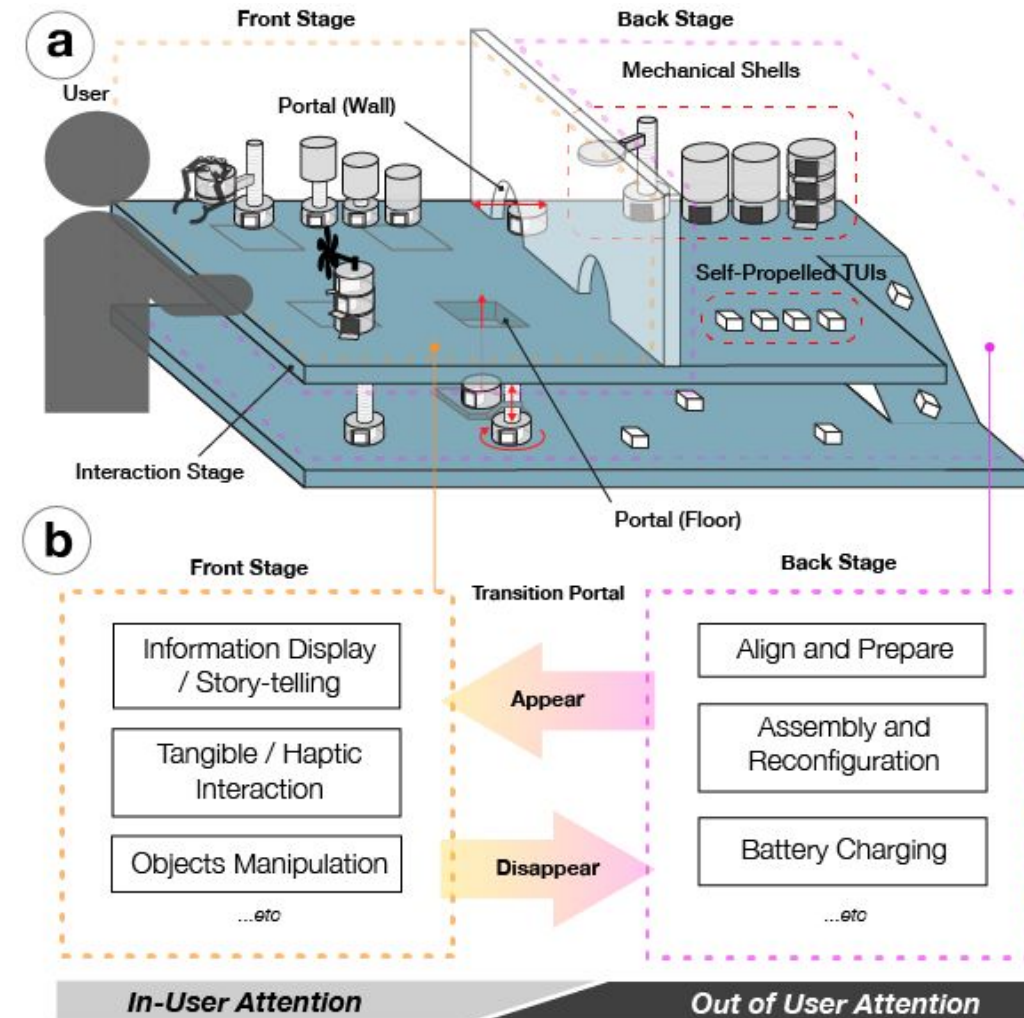 Front Stage
Back Stage
a
Mechanical Shells
User
Portal (Wall)
Self-Propelled TUIs
Interaction Stage
Portal (Floor)
b
Front Stage
Back Stage
Transition Portal
Information Display
/ Story-telling
Align and Prepare
Appear
Assembly and
Reconfiguration
Tangible / Haptic
Interaction
Objects Manipulation
Disappear
Battery Charging
...etc
...etc
In-User Attention
Out of User Attention